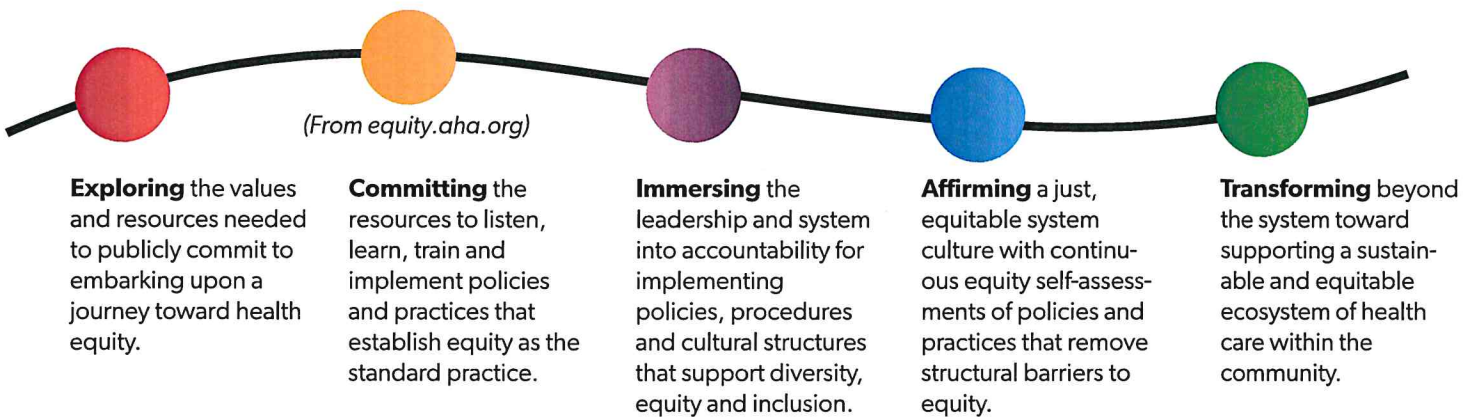 (From equity.aha.org)
Exploring the values
and resources needed
to publicly commit to
embarking upon a
journey toward health
equity.
Committing the
resources to listen,
learn, train and
implement policies
and practices that
establish equity as the
standard practice.
Immersing the
leadership and system
into accountability for
implementing
policies, procedures
and cultural structures
that support diversity,
equity and inclusion.
Affirming a just,
equitable system
culture with continu-
ous equity self-assess-
ments of policies and
practices that remove
structural barriers to
equity.
Transforming beyond
the system toward
supporting a sustain-
able and equitable
ecosystem of health
care within the
community.